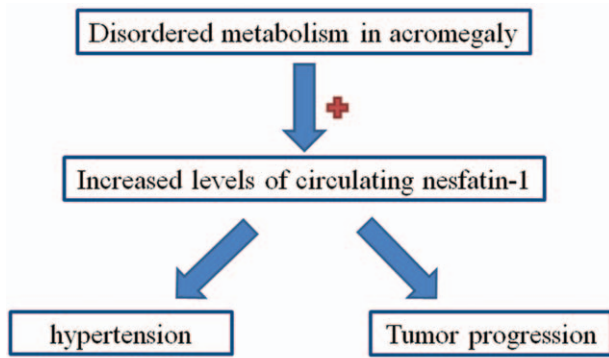 Disordered metabolism in acromegaly
Increased levels of circulating nesfatin-1
hypertension
Tumor progression